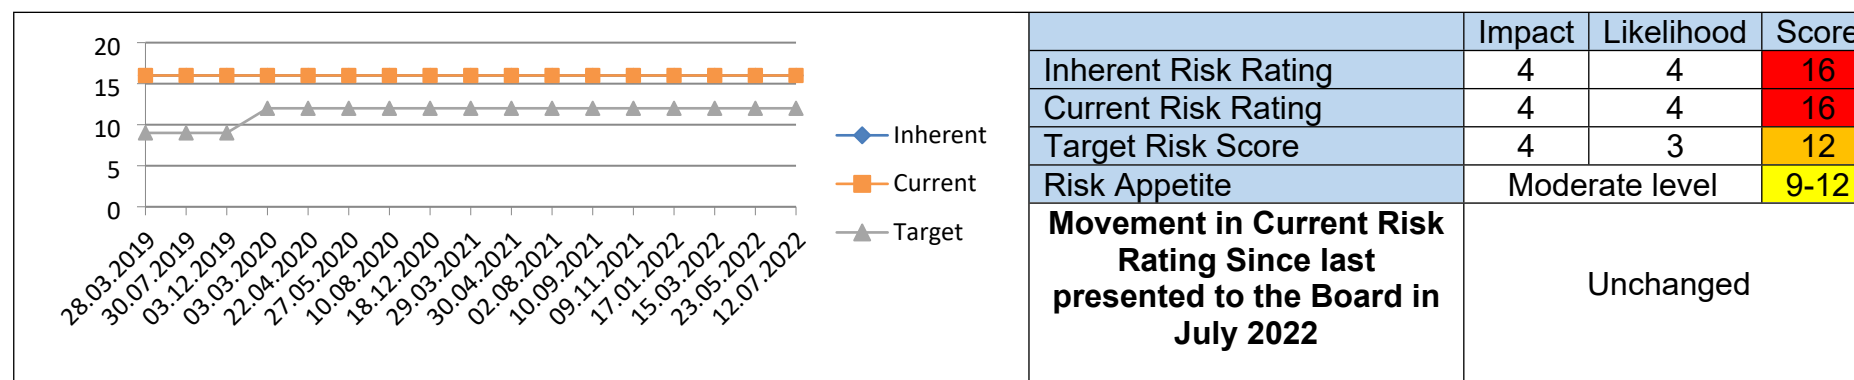 20
15
10
5
0
28.03.2019
30.07.2019
03.12.2019
03.03.2020
22.04.2020
27.05.2020
10.08.2020
18.12.2020
29.03.2021
30.04.2021
02.08.2021
10.09.2021
09.11.2021
17.01.2022
15.03.2022
23.05.2022
12.07.2022
Inherent
Current
Target
Impact Likelihood Score
Inherent Risk Rating 4 4 16
Current Risk Rating 4 4 16
Target Risk Score 4 3 12
Risk Appetite Moderate level 9-12
Movement in Current Risk
Rating Since last
presented to the Board in
July 2022
Unchanged